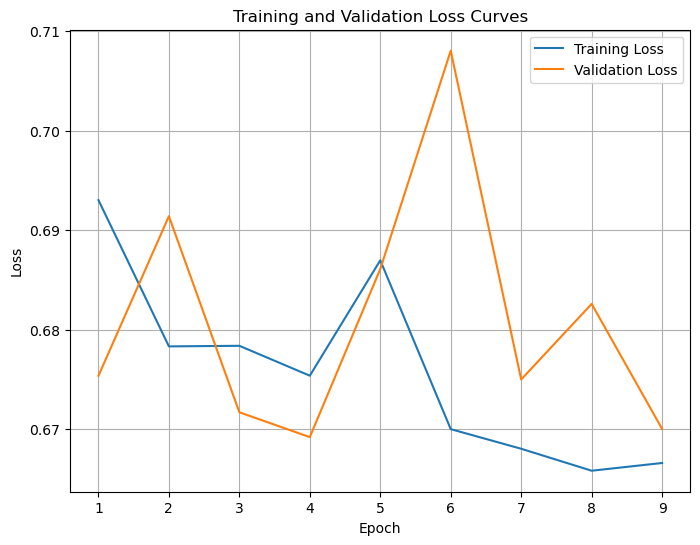 Training and Validation Loss Curves
Training Loss
Validation Loss
Loss
0.71
0.70
0.69
0.68
0.67
1 2 3 4 5 6 7 8 9
Epoch